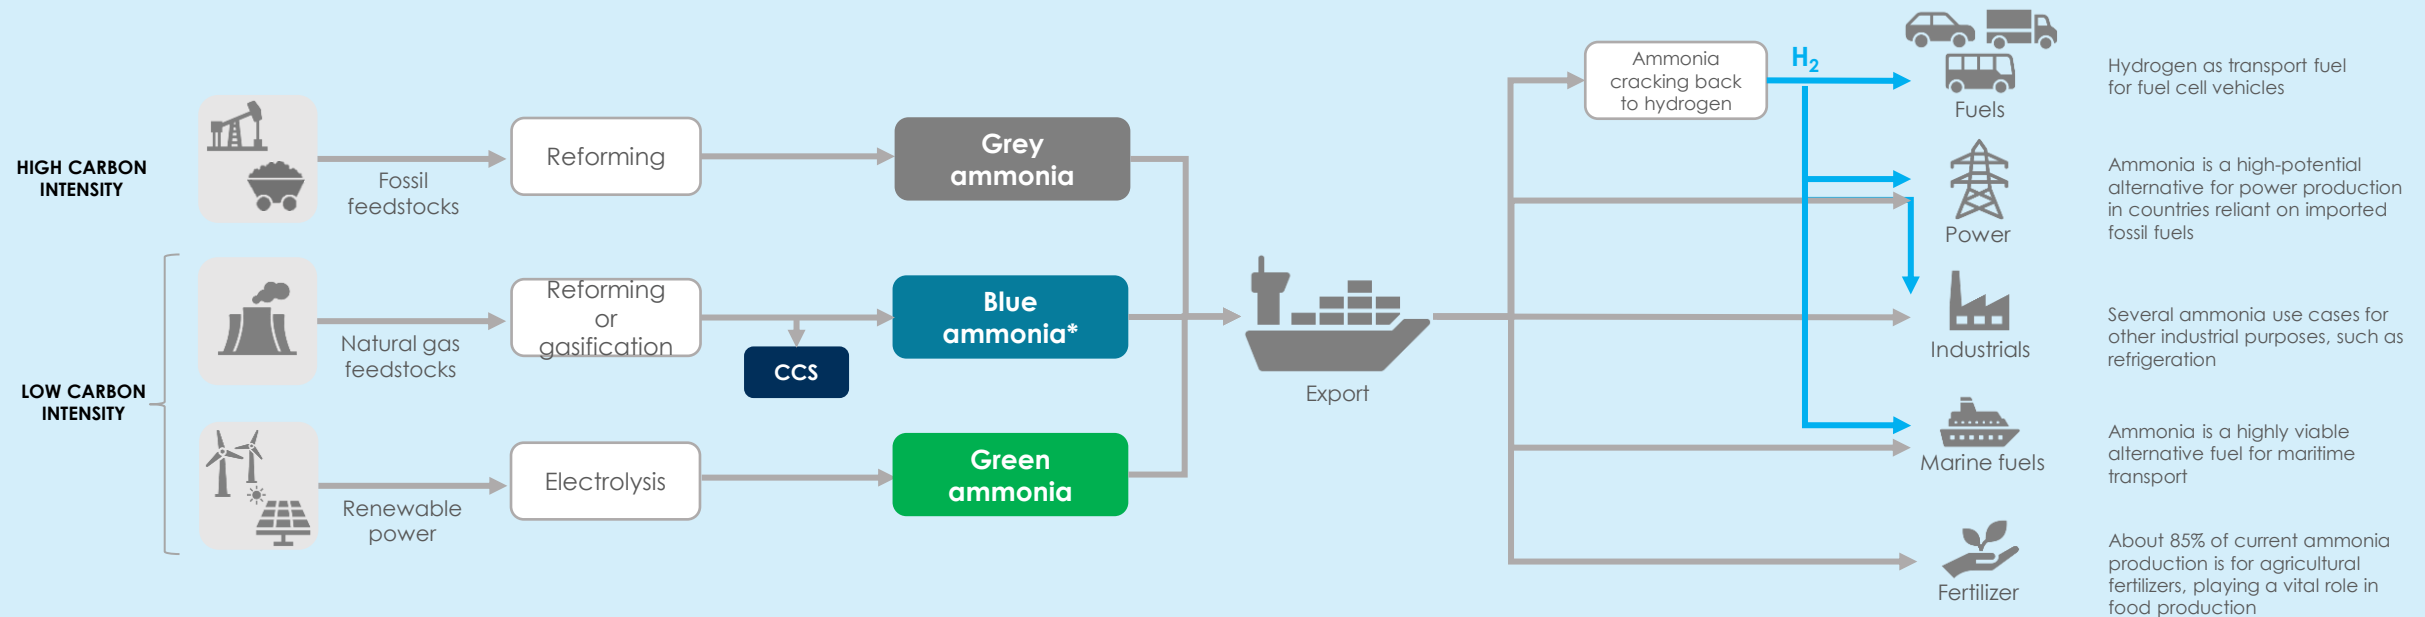 HIGH CARBON
INTENSITY
Fossil
feedstocks
Reforming
Grey
ammonia
LOW CARBON
INTENSITY
Natural gas
feedstocks
Reforming
or
gasification
CCS
Blue
ammonia*
Renewable
power
Electrolysis
Green
ammonia
Export
Ammonia
cracking back
to hydrogen
H₂
Fuels
Hydrogen as transport fuel
for fuel cell vehicles
Power
Ammonia is a high-potential
alternative for power production
in countries reliant on imported
fossil fuels
Industrials
Several ammonia use cases for
other industrial purposes, such as
refrigeration
Marine fuels
Ammonia is a highly viable
alternative fuel for maritime
transport
Fertilizer
About 85% of current ammonia
production is for agricultural
fertilizers, playing a vital role in
food production